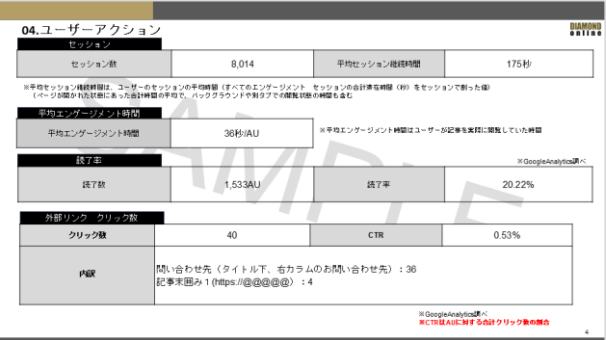 04.ユーザーアクション
DIAMOND
online
セッション
セッション数 8,014 平均セッション継続時間 175秒
※平均セッション継続時間は、ユーザーのセッションの平均時間（すべてのエンゲージメント セッションの合計滞在時間（秒）をセッションで割った値）
（ページが開かれた状態にあった合計時間の平均で、バックグラウンドや別タブでの閲覧状態の時間も含む
平均エンゲージメント時間
平均エンゲージメント時間 36秒/AU ※平均エンゲージメント時間はユーザーが記事を実際に閲覧していた時間
読了率
※GoogleAnalytics調べ
読了数 1,533AU 読了率 20.22%
外部リンク クリック数
クリック数 40 CTR 0.53%
内訳
問い合わせ先（タイトル下、右カラムのお問い合わせ先）：36
記事末囲み1(https://@@@@@）：4
※GoogleAnalytics調べ
※CTRはAUに対する合計クリック数の割合
4
SAMPLE